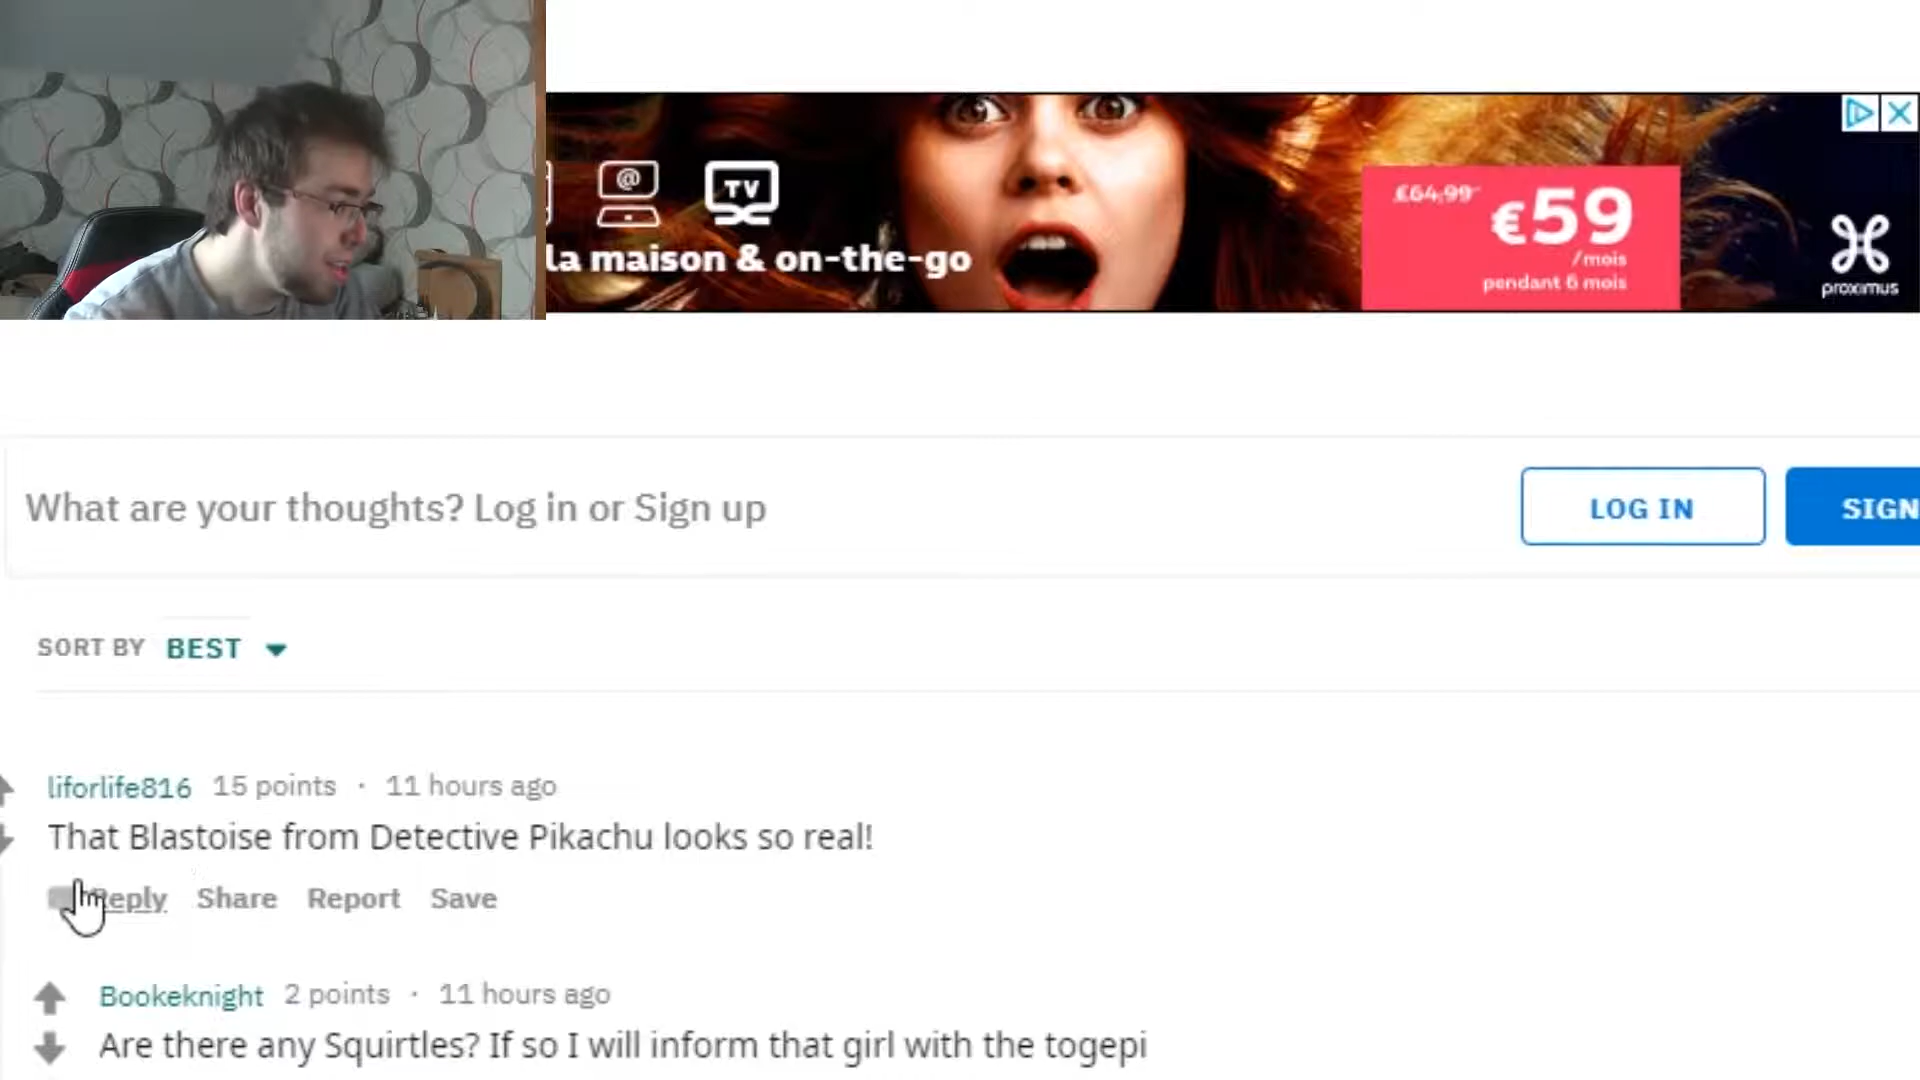 @
TV
la maison & on-the-go
€64,99
€59
/mois
pendant 6 mois
proximus
What are your thoughts? Log in or Sign up
LOG IN
SIGN
SORT BY BEST
liforlife816 15 points · 11 hours ago
That Blastoise from Detective Pikachu looks so real!
Reply Share Report Save
Bookeknight 2 points · 11 hours ago
Are there any Squirtles? If so I will inform that girl with the togepi